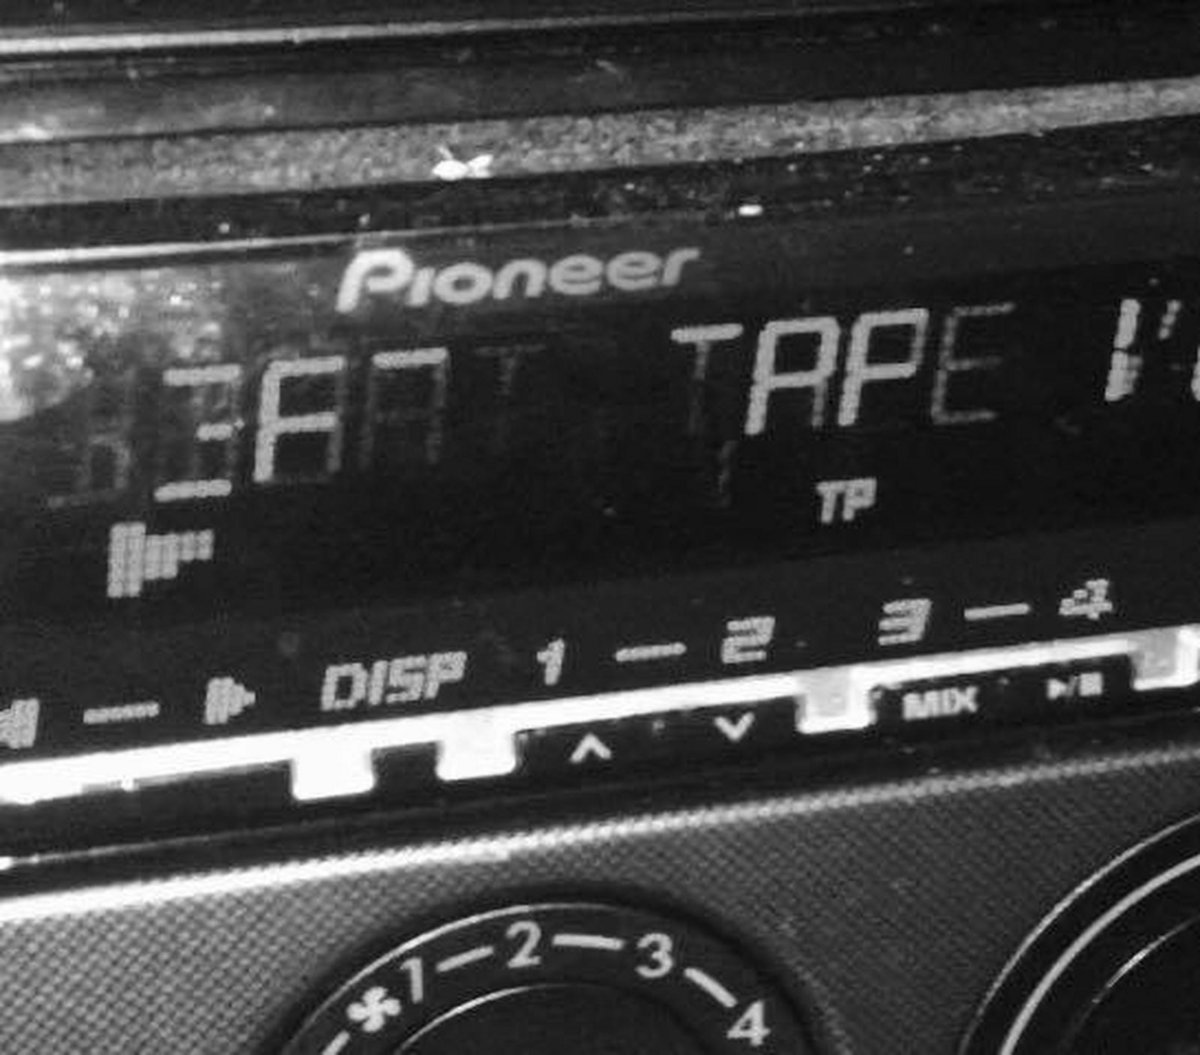 Pioneer
TAPE
TP
DISP 1 — 2 3 — 4
MIX
1 — 2 — 3 — 4